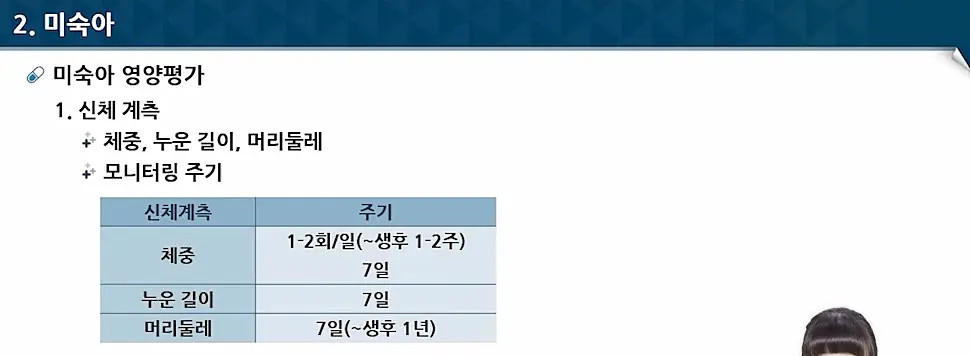 2. 미숙아
미숙아 영양평가
1. 신체 계측
체중, 누운 길이, 머리둘레
모니터링 주기
신체계측 주기
체중 1-2회/일(~생후 1-2주)
7일
누운 길이 7일
머리둘레 7일(~생후 1년)